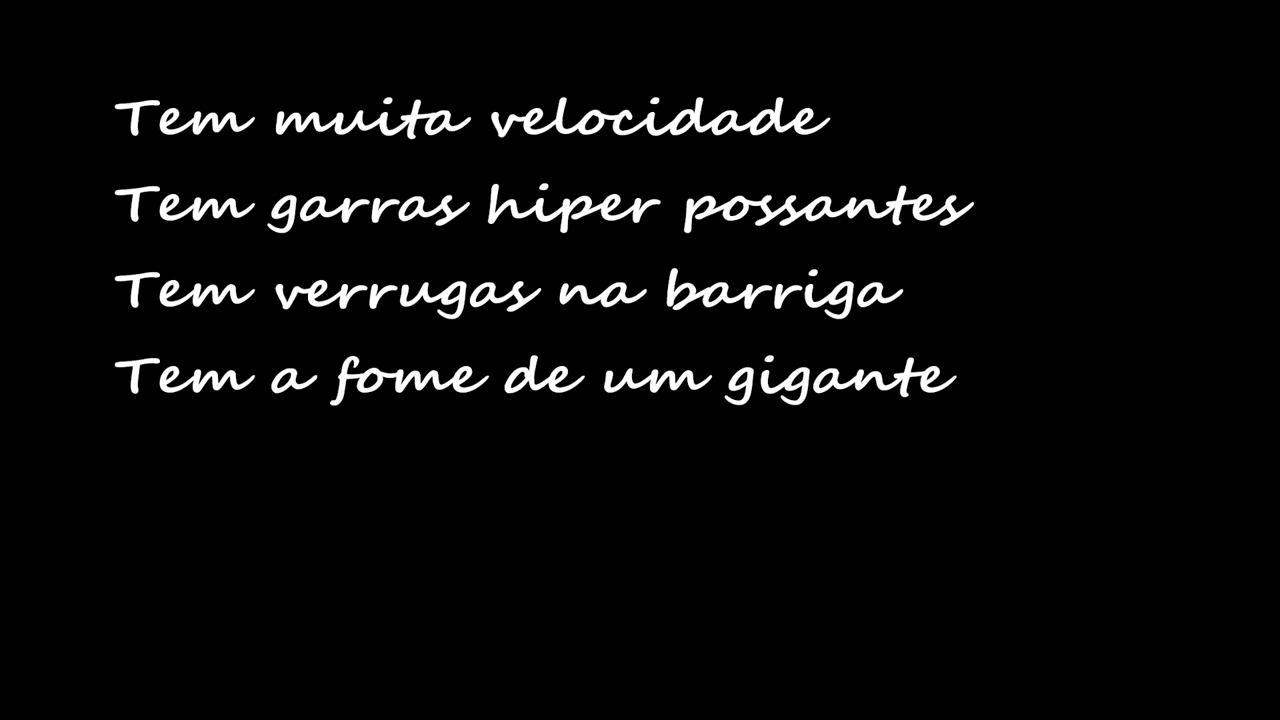 Tem muita velocidade
Tem garras hiper possantes
Tem verrugas na barriga
Tem a fome de um gigante